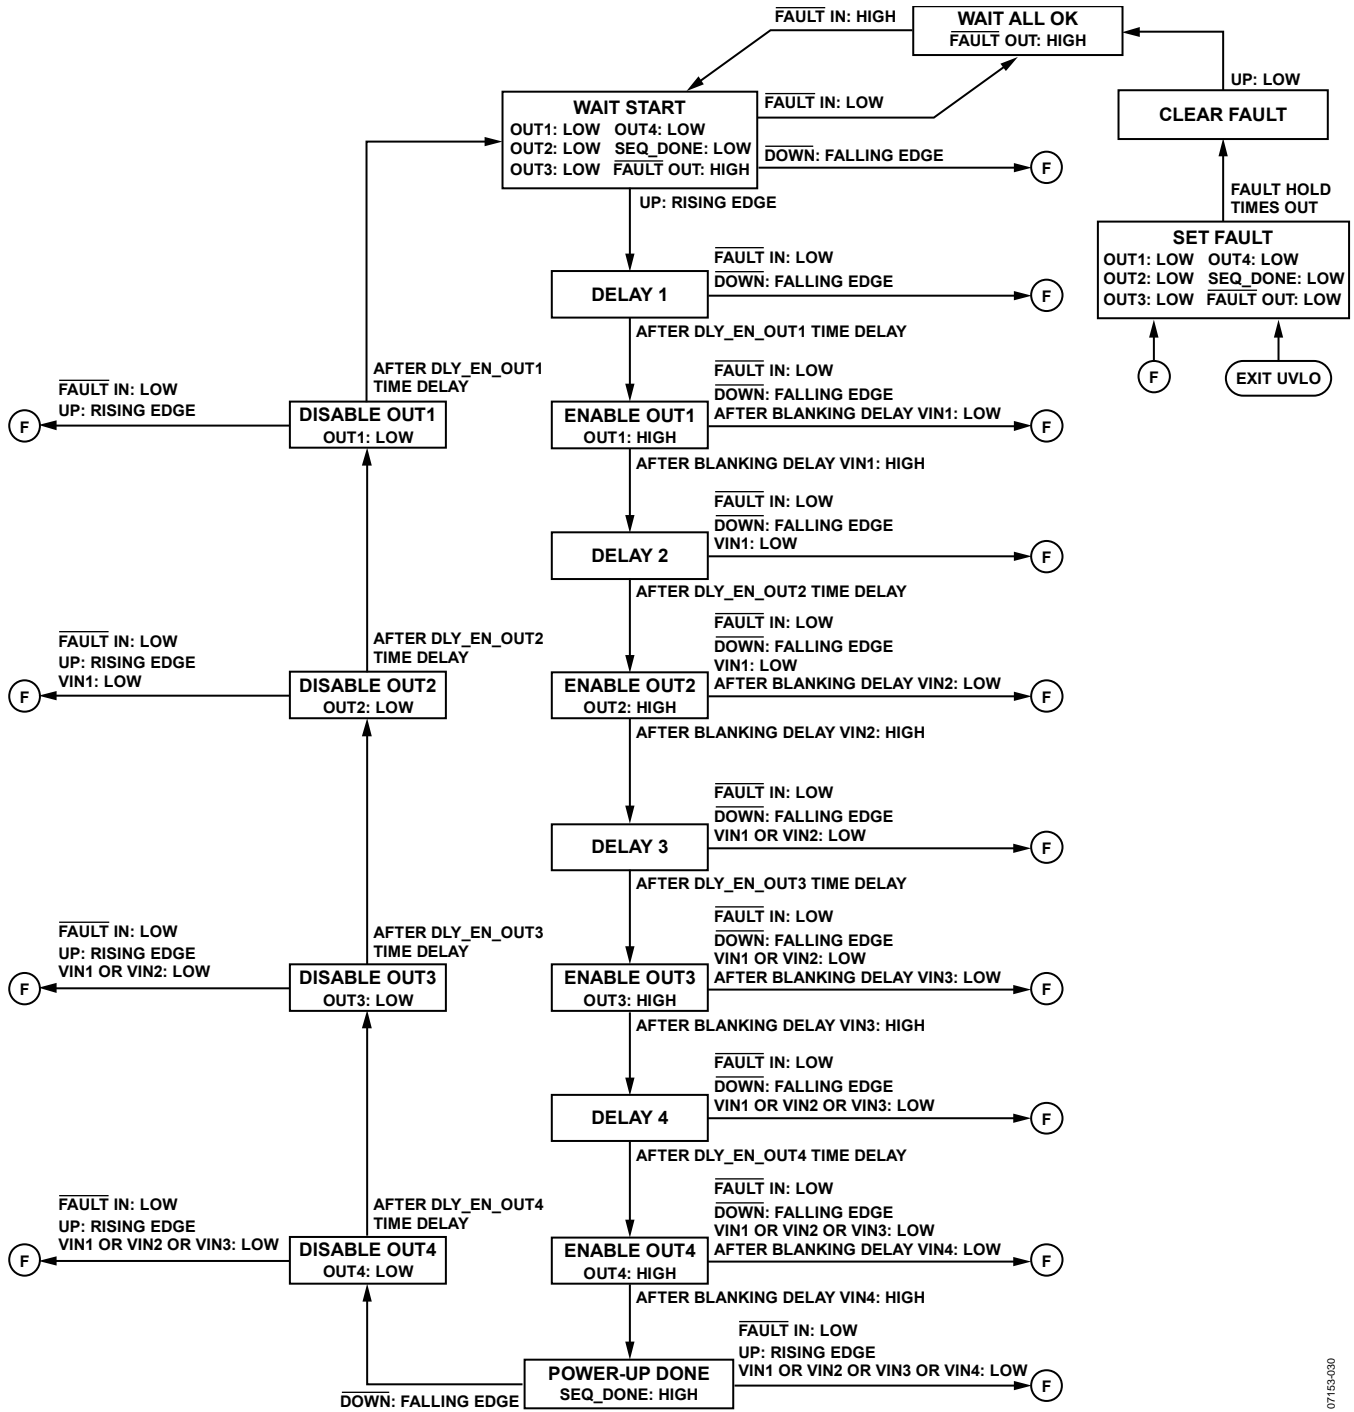 FAULT IN: HIGH
WAIT ALL OK
FAULT OUT: HIGH
UP: LOW
CLEAR FAULT
FAULT HOLD
TIMES OUT
SET FAULT
OUT1: LOW OUT4: LOW
OUT2: LOW SEQ_DONE: LOW
OUT3: LOW FAULT OUT: LOW
F
EXIT UVLO
WAIT START
OUT1: LOW OUT4: LOW
OUT2: LOW SEQ_DONE: LOW
OUT3: LOW FAULT OUT: HIGH
FAULT IN: LOW
DOWN: FALLING EDGE
F
UP: RISING EDGE
DELAY 1
FAULT IN: LOW
DOWN: FALLING EDGE
F
AFTER DLY_EN_OUT1 TIME DELAY
ENABLE OUT1
OUT1: HIGH
FAULT IN: LOW
DOWN: FALLING EDGE
AFTER BLANKING DELAY VIN1: LOW
F
AFTER BLANKING DELAY VIN1: HIGH
DELAY 2
FAULT IN: LOW
DOWN: FALLING EDGE
VIN1: LOW
F
AFTER DLY_EN_OUT2 TIME DELAY
ENABLE OUT2
OUT2: HIGH
FAULT IN: LOW
DOWN: FALLING EDGE
VIN1: LOW
AFTER BLANKING DELAY VIN2: LOW
F
AFTER BLANKING DELAY VIN2: HIGH
DELAY 3
FAULT IN: LOW
DOWN: FALLING EDGE
VIN1 OR VIN2: LOW
F
AFTER DLY_EN_OUT3 TIME DELAY
ENABLE OUT3
OUT3: HIGH
FAULT IN: LOW
DOWN: FALLING EDGE
VIN1 OR VIN2: LOW
AFTER BLANKING DELAY VIN3: LOW
F
AFTER BLANKING DELAY VIN3: HIGH
DELAY 4
FAULT IN: LOW
DOWN: FALLING EDGE
VIN1 OR VIN2 OR VIN3: LOW
F
AFTER DLY_EN_OUT4 TIME DELAY
ENABLE OUT4
OUT4: HIGH
FAULT IN: LOW
DOWN: FALLING EDGE
VIN1 OR VIN2 OR VIN3: LOW
AFTER BLANKING DELAY VIN4: LOW
F
AFTER BLANKING DELAY VIN4: HIGH
POWER-UP DONE
SEQ_DONE: HIGH
FAULT IN: LOW
UP: RISING EDGE
VIN1 OR VIN2 OR VIN3 OR VIN4: LOW
F
DOWN: FALLING EDGE
DISABLE OUT4
OUT4: LOW
FAULT IN: LOW
UP: RISING EDGE
VIN1 OR VIN2 OR VIN3: LOW
F
AFTER DLY_EN_OUT4
TIME DELAY
DISABLE OUT3
OUT3: LOW
FAULT IN: LOW
UP: RISING EDGE
VIN1 OR VIN2: LOW
F
AFTER DLY_EN_OUT3
TIME DELAY
DISABLE OUT2
OUT2: LOW
FAULT IN: LOW
UP: RISING EDGE
VIN1: LOW
F
AFTER DLY_EN_OUT2
TIME DELAY
DISABLE OUT1
OUT1: LOW
FAULT IN: LOW
UP: RISING EDGE
F
AFTER DLY_EN_OUT1
TIME DELAY
07153-030